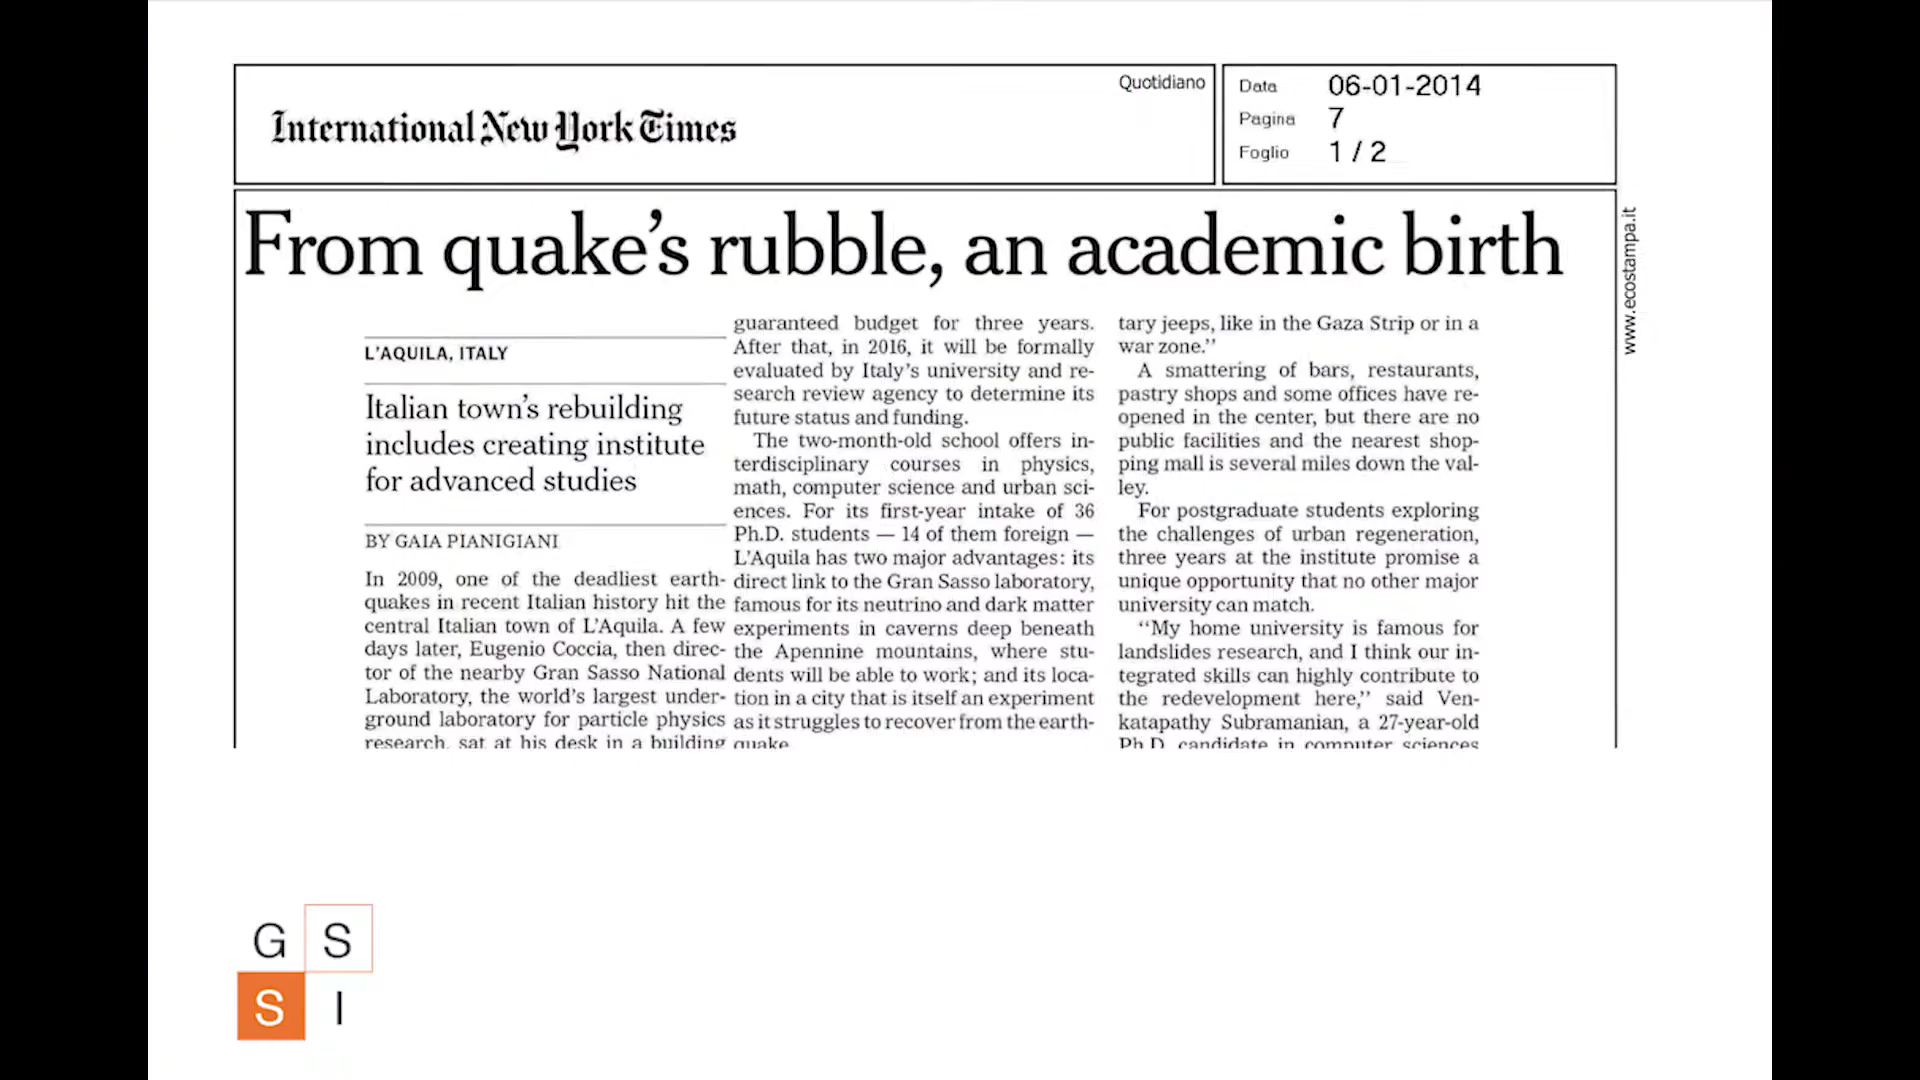 International New York Times
Quotidiano
Data 06-01-2014
Pagina 7
Foglio 1 / 2
www.ecostampa.it
From quake’s rubble, an academic birth
L’AQUILA, ITALY
Italian town’s rebuilding
includes creating institute
for advanced studies
BY GAIA PIANIGIANI
In 2009, one of the deadliest earth-
quakes in recent Italian history hit the
central Italian town of L’Aquila. A few
days later, Eugenio Coccia, then direc-
tor of the nearby Gran Sasso National
Laboratory, the world’s largest under-
ground laboratory for particle physics
research, sat at his desk in a building
guaranteed budget for three years.
After that, in 2016, it will be formally
evaluated by Italy’s university and re-
search review agency to determine its
future status and funding.
The two-month-old school offers in-
terdisciplinary courses in physics,
math, computer science and urban sci-
ences. For its first-year intake of 36
Ph.D. students — 14 of them foreign —
L’Aquila has two major advantages: its
direct link to the Gran Sasso laboratory,
famous for its neutrino and dark matter
experiments in caverns deep beneath
the Apennine mountains, where stu-
dents will be able to work; and its loca-
tion in a city that is itself an experiment
as it struggles to recover from the earth-
quake.
tary jeeps, like in the Gaza Strip or in a
war zone.’’
A smattering of bars, restaurants,
pastry shops and some offices have re-
opened in the center, but there are no
public facilities and the nearest shop-
ping mall is several miles down the val-
ley.
For postgraduate students exploring
the challenges of urban regeneration,
three years at the institute promise a
unique opportunity that no other major
university can match.
‘‘My home university is famous for
landslides research, and I think our in-
tegrated skills can highly contribute to
the redevelopment here,’’ said Ven-
katapathy Subramanian, a 27-year-old
Ph.D. candidate in computer sciences
G S
S I